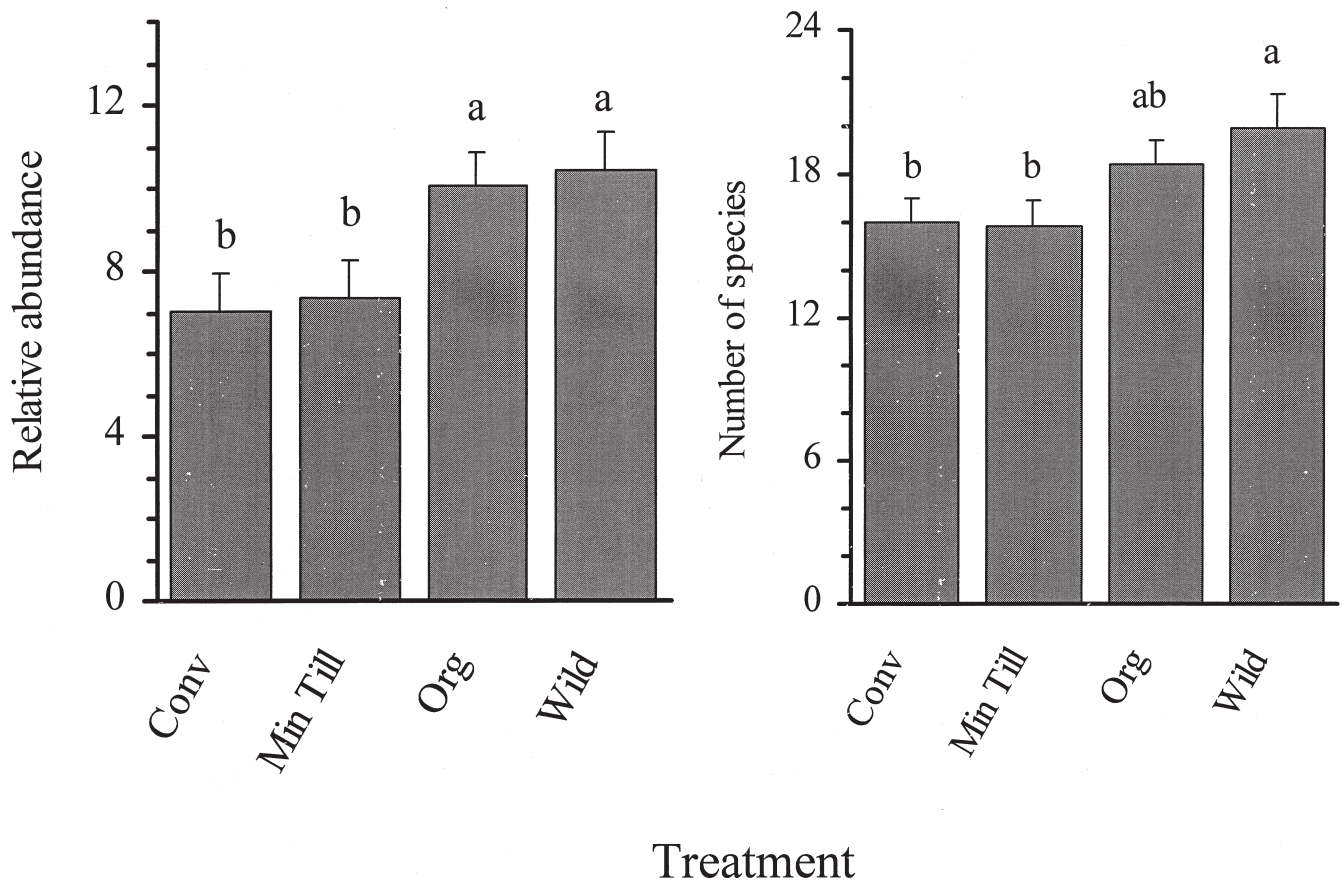 Relative abundance
12
8
4
0
b
b
a
a
Conv
Min Till
Org
Wild
Number of species
24
18
12
6
0
b
b
ab
a
Conv
Min Till
Org
Wild
Treatment